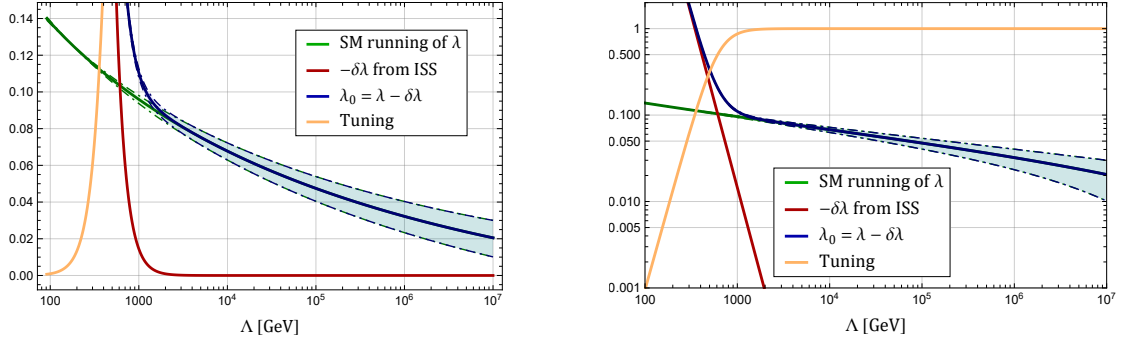 0.14
0.12
0.10
0.08
0.06
0.04
0.02
0.00
100
1000
10⁴
10⁵
10⁶
10⁷
Λ [GeV]
SM running of λ
-δλ from ISS
λ₀ = λ - δλ
Tuning
1
0.500
0.100
0.050
0.010
0.005
0.001
100
1000
10⁴
10⁵
10⁶
10⁷
Λ [GeV]
SM running of λ
-δλ from ISS
λ₀ = λ - δλ
Tuning